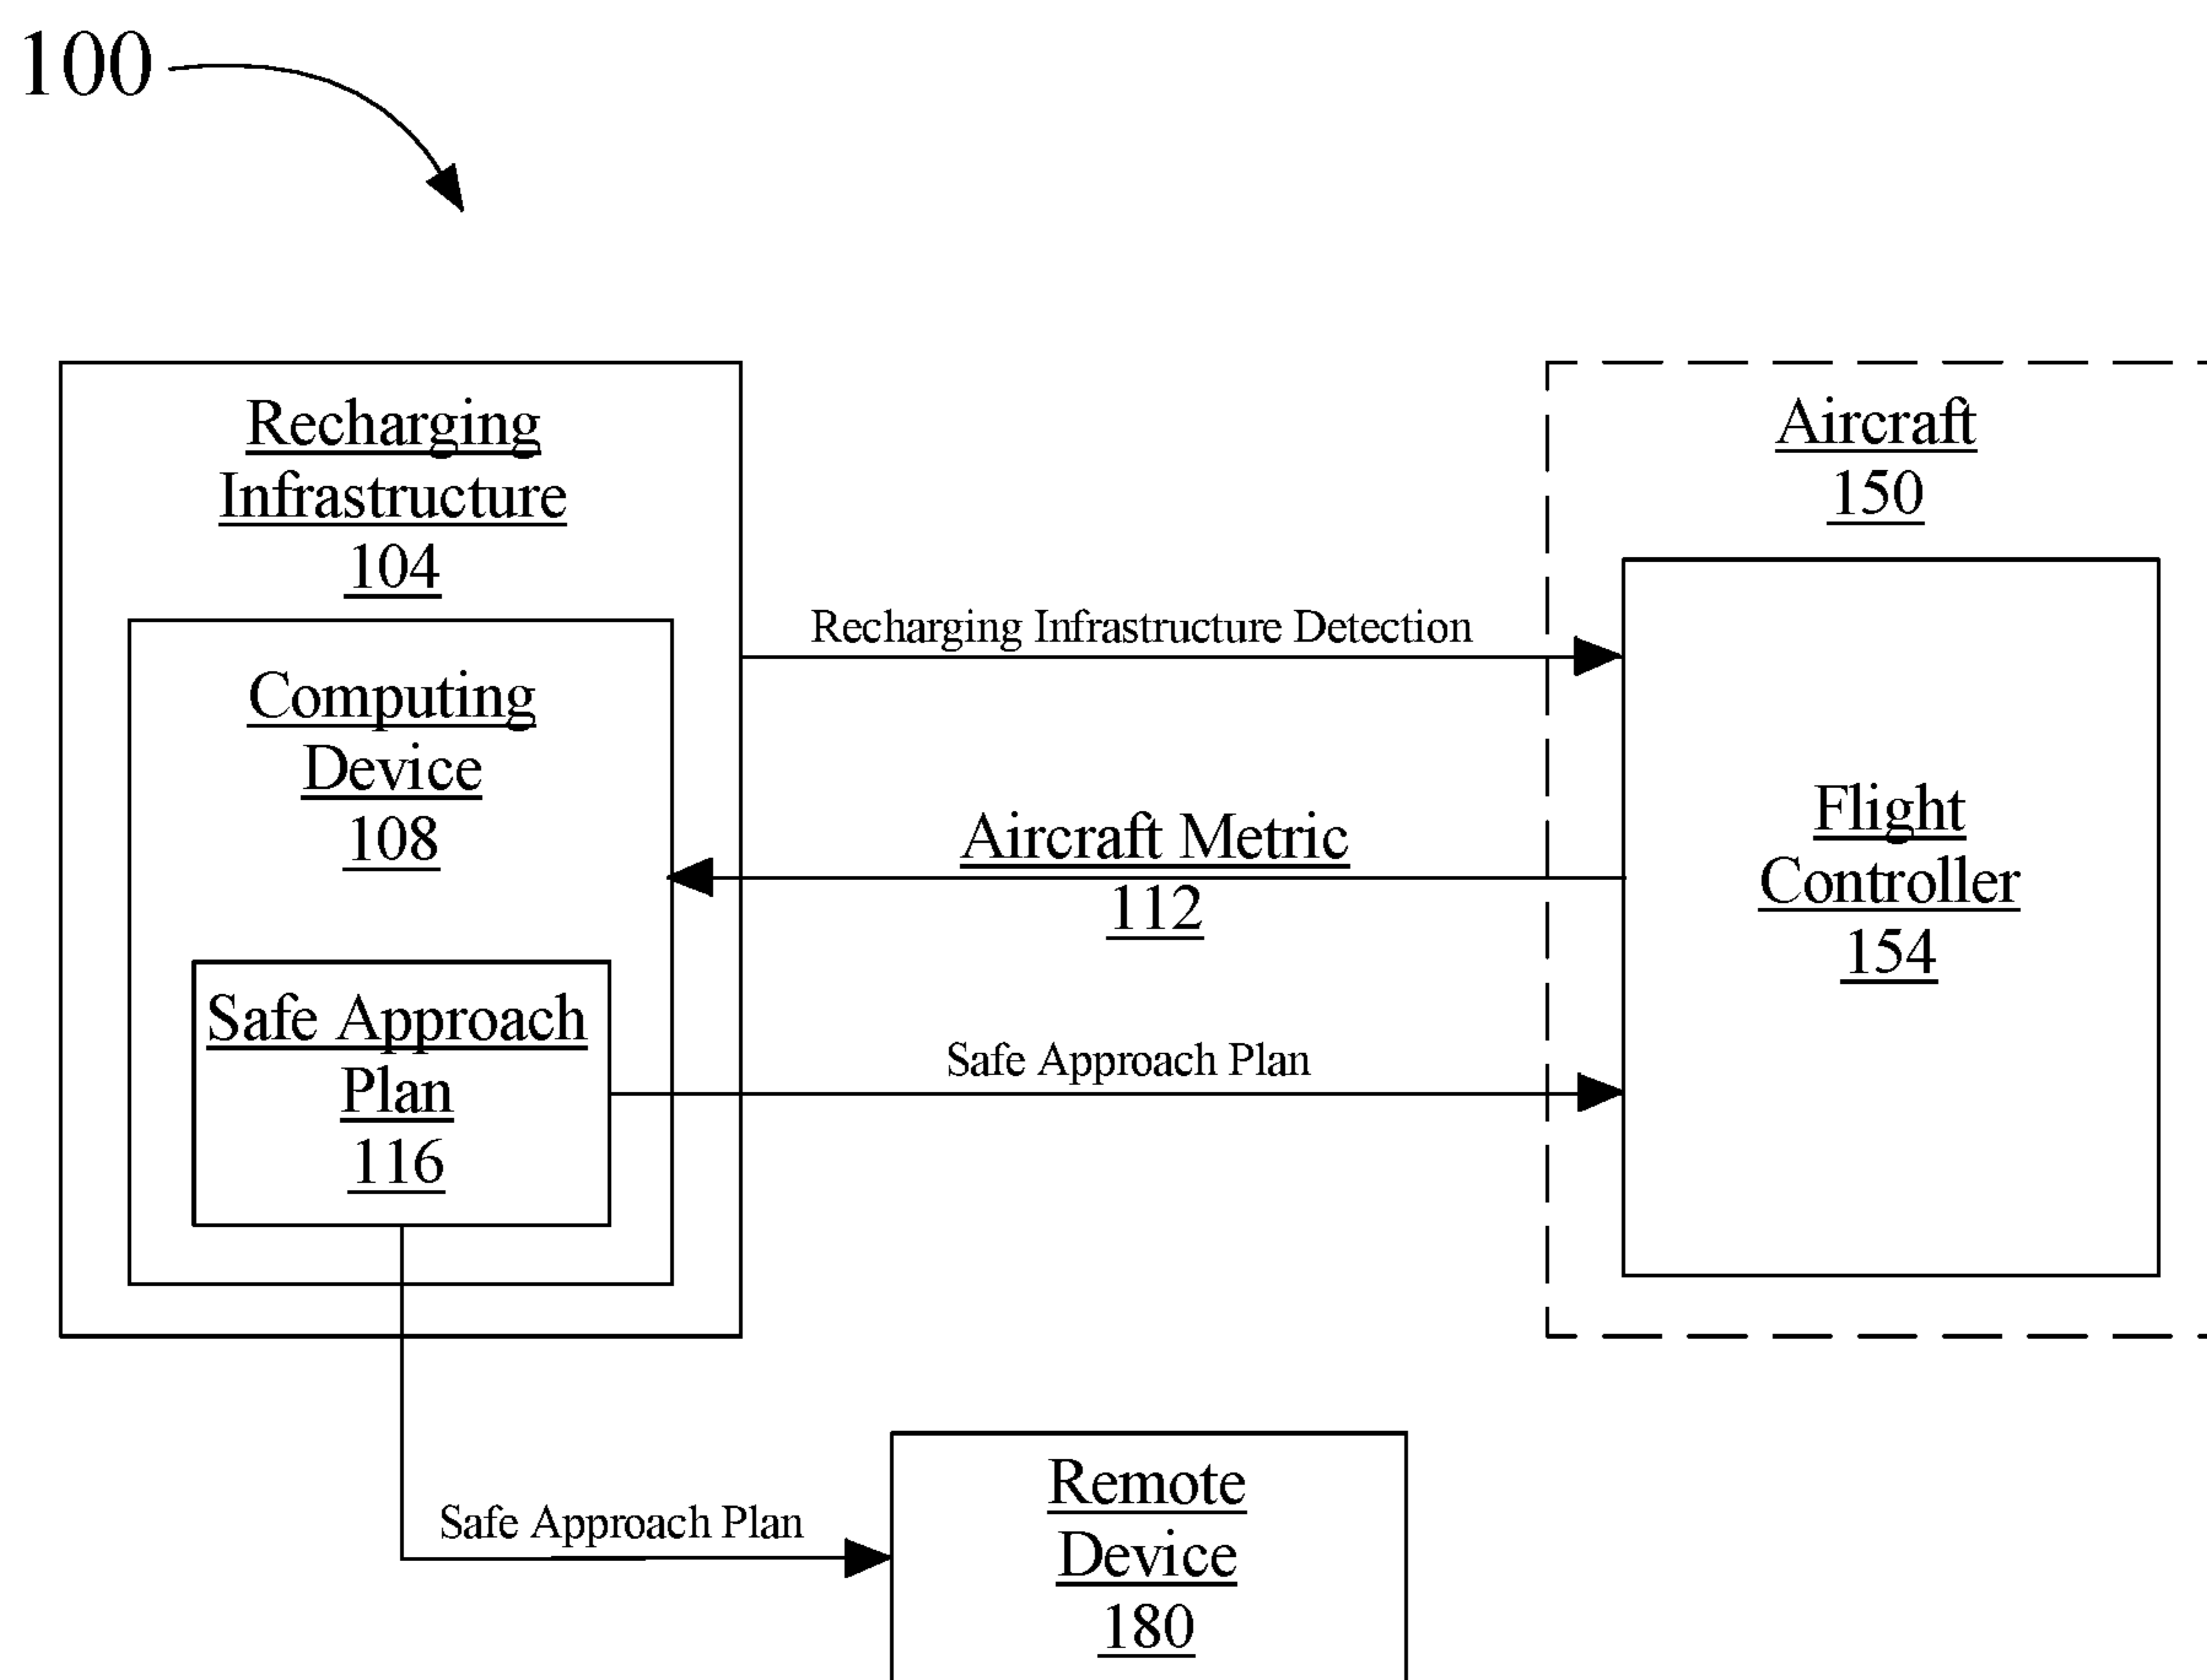 100
Recharging
Infrastructure
104
Computing
Device
108
Safe Approach
Plan
116
Recharging Infrastructure Detection
Aircraft Metric
112
Safe Approach Plan
Aircraft
150
Flight
Controller
154
Safe Approach Plan
Remote
Device
180